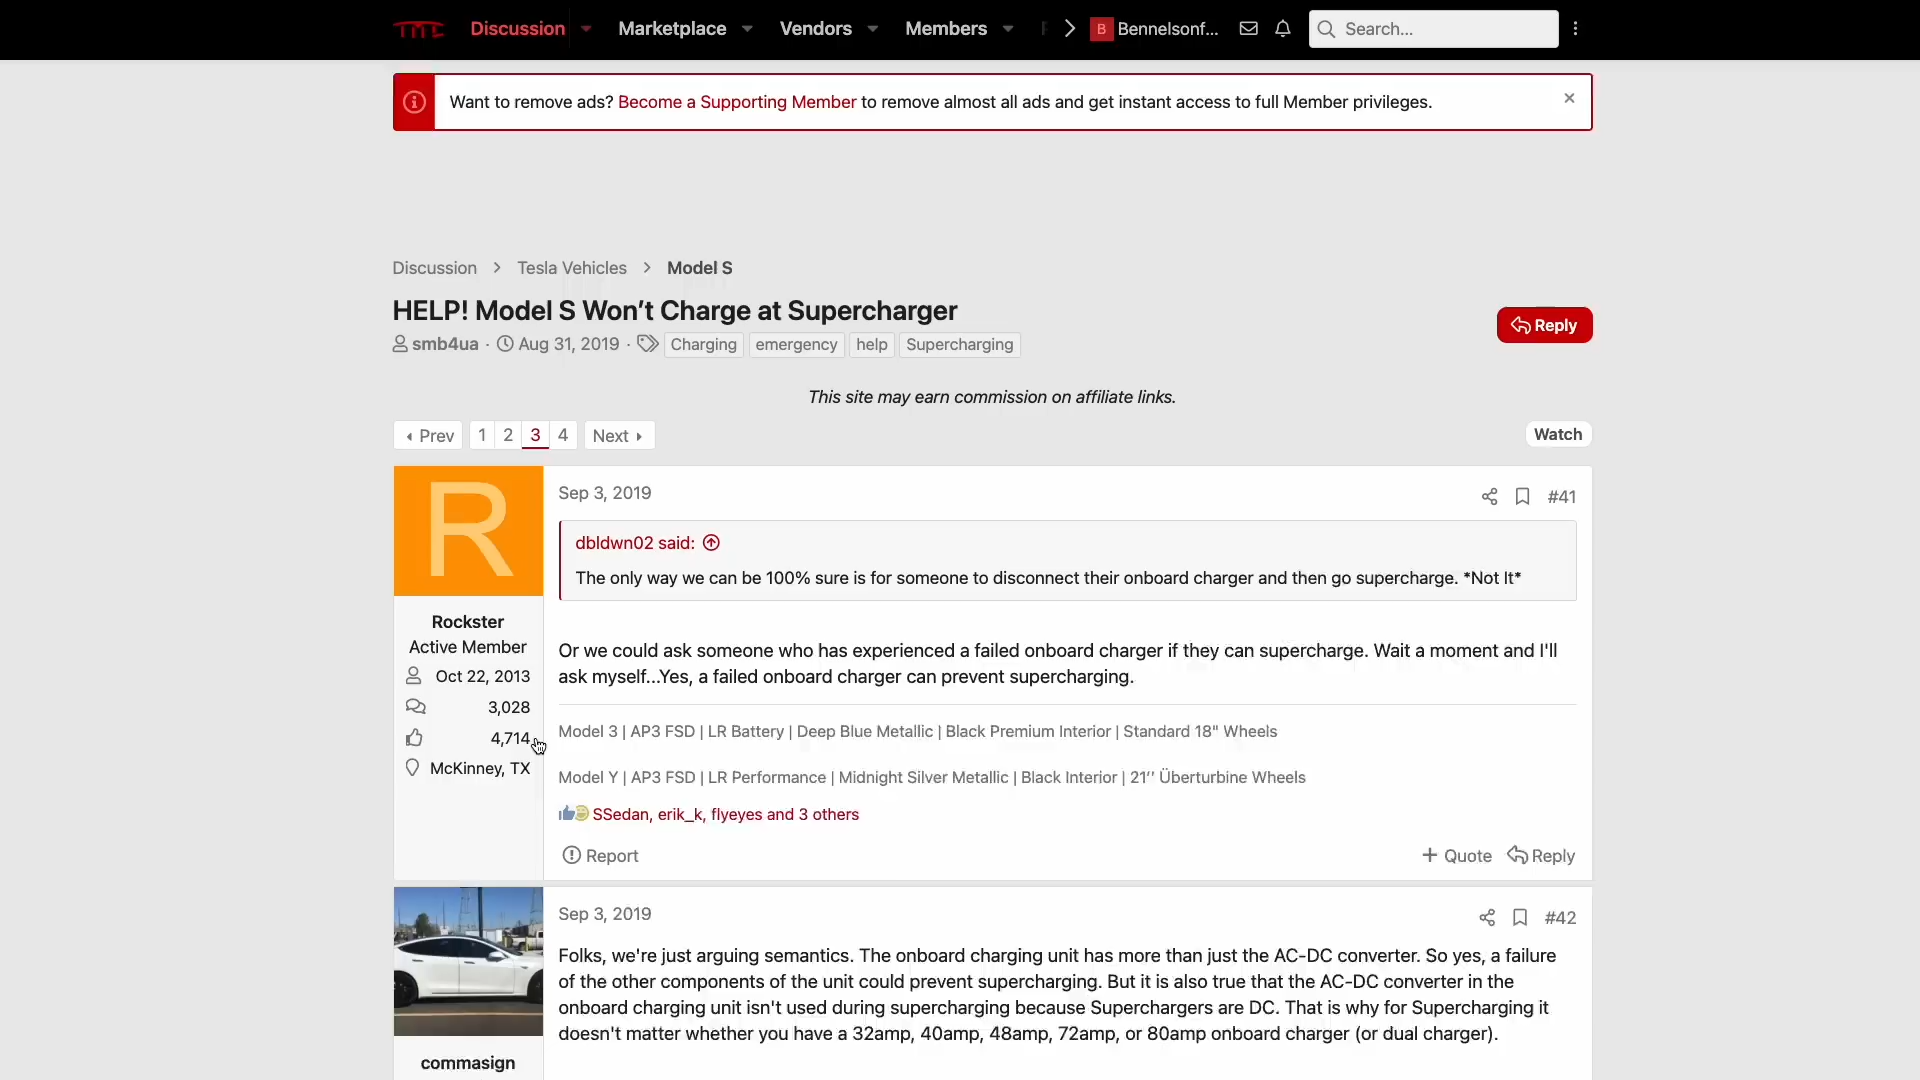 TMC Discussion Marketplace Vendors Members B Bennelsonf... Search...
Want to remove ads? Become a Supporting Member to remove almost all ads and get instant access to full Member privileges.
Discussion Tesla Vehicles Model S
HELP! Model S Won't Charge at Supercharger
Reply
smb4ua · Aug 31, 2019 · Charging emergency help Supercharging
This site may earn commission on affiliate links.
Prev 1 2 3 4 Next
Watch
R
Sep 3, 2019
#41
dbldwn02 said:
The only way we can be 100% sure is for someone to disconnect their onboard charger and then go supercharge. *Not It*
Rockster
Active Member
Oct 22, 2013
3,028
4,714
McKinney, TX
Or we could ask someone who has experienced a failed onboard charger if they can supercharge. Wait a moment and I'll
ask myself...Yes, a failed onboard charger can prevent supercharging.
Model 3 | AP3 FSD | LR Battery | Deep Blue Metallic | Black Premium Interior | Standard 18" Wheels
Model Y | AP3 FSD | LR Performance | Midnight Silver Metallic | Black Interior | 21'' Überturbine Wheels
SSedan, erik_k, flyeyes and 3 others
Report
Quote Reply
Sep 3, 2019
#42
Folks, we're just arguing semantics. The onboard charging unit has more than just the AC-DC converter. So yes, a failure
of the other components of the unit could prevent supercharging. But it is also true that the AC-DC converter in the
onboard charging unit isn't used during supercharging because Superchargers are DC. That is why for Supercharging it
doesn't matter whether you have a 32amp, 40amp, 48amp, 72amp, or 80amp onboard charger (or dual charger).
commasign